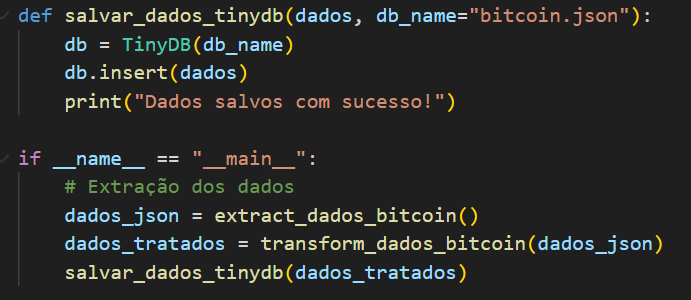 def salvar_dados_tinydb(dados, db_name="bitcoin.json"):
    db = TinyDB(db_name)
    db.insert(dados)
    print("Dados salvos com sucesso!")

if __name__ == "__main__":
    # Extração dos dados
    dados_json = extract_dados_bitcoin()
    dados_tratados = transform_dados_bitcoin(dados_json)
    salvar_dados_tinydb(dados_tratados)